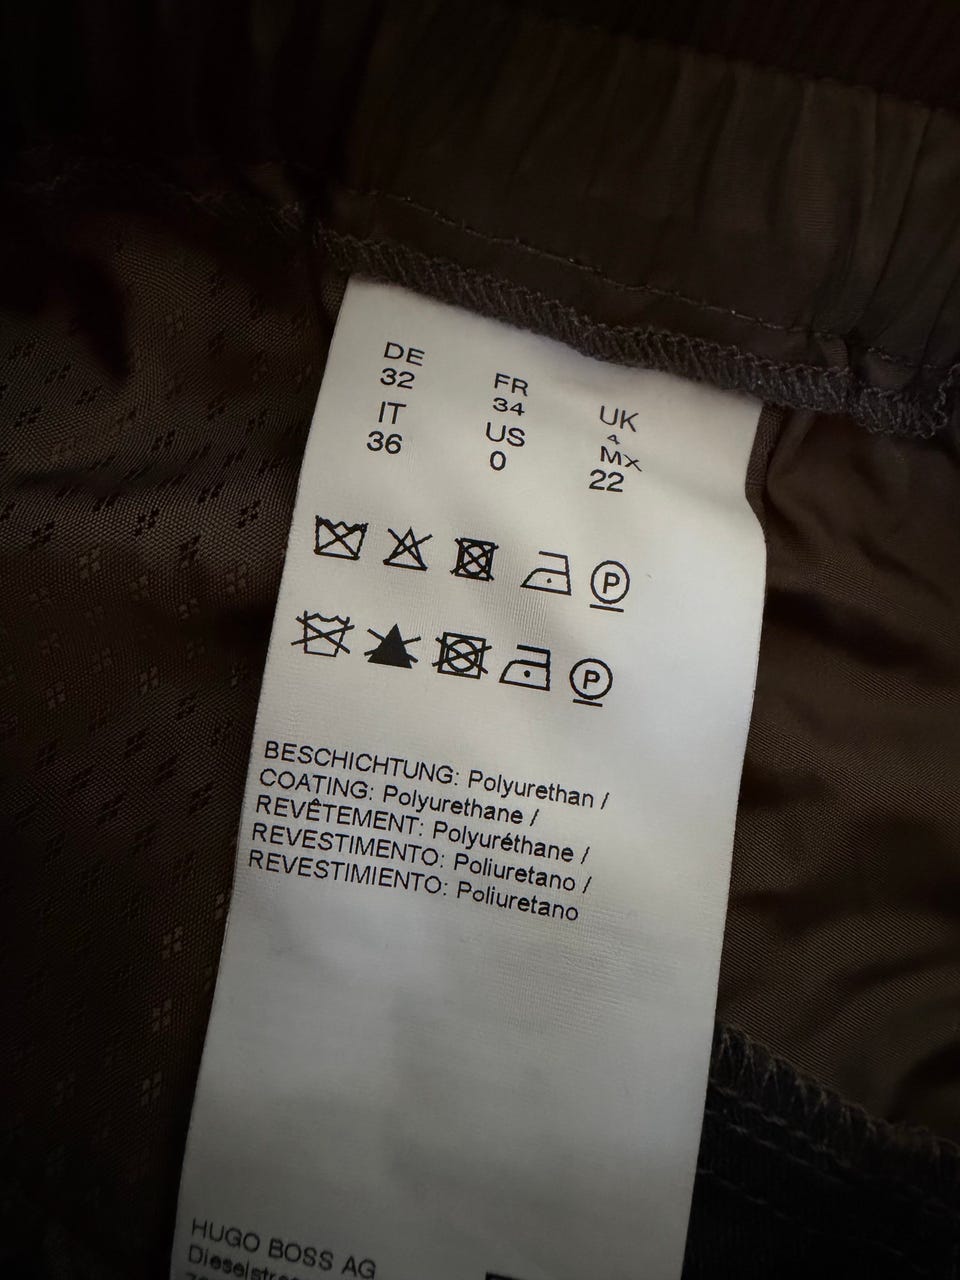 DE FR UK
32 34 4
IT US MX
36 0 22
P
P
BESCHICHTUNG: Polyurethan /
COATING: Polyurethane /
REVÊTEMENT: Polyuréthane /
REVESTIMENTO: Poliuretano /
REVESTIMIENTO: Poliuretano
HUGO BOSS AG